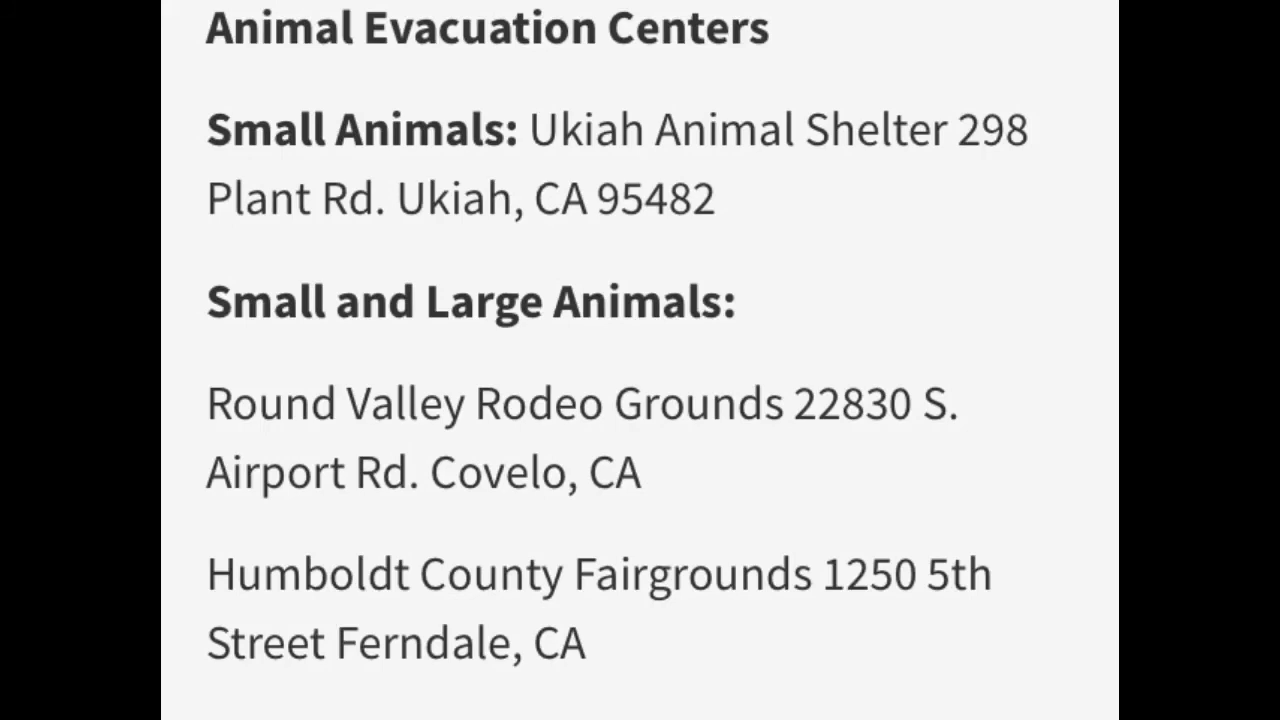 Animal Evacuation Centers
Small Animals: Ukiah Animal Shelter 298
Plant Rd. Ukiah, CA 95482
Small and Large Animals:
Round Valley Rodeo Grounds 22830 S.
Airport Rd. Covelo, CA
Humboldt County Fairgrounds 1250 5th
Street Ferndale, CA